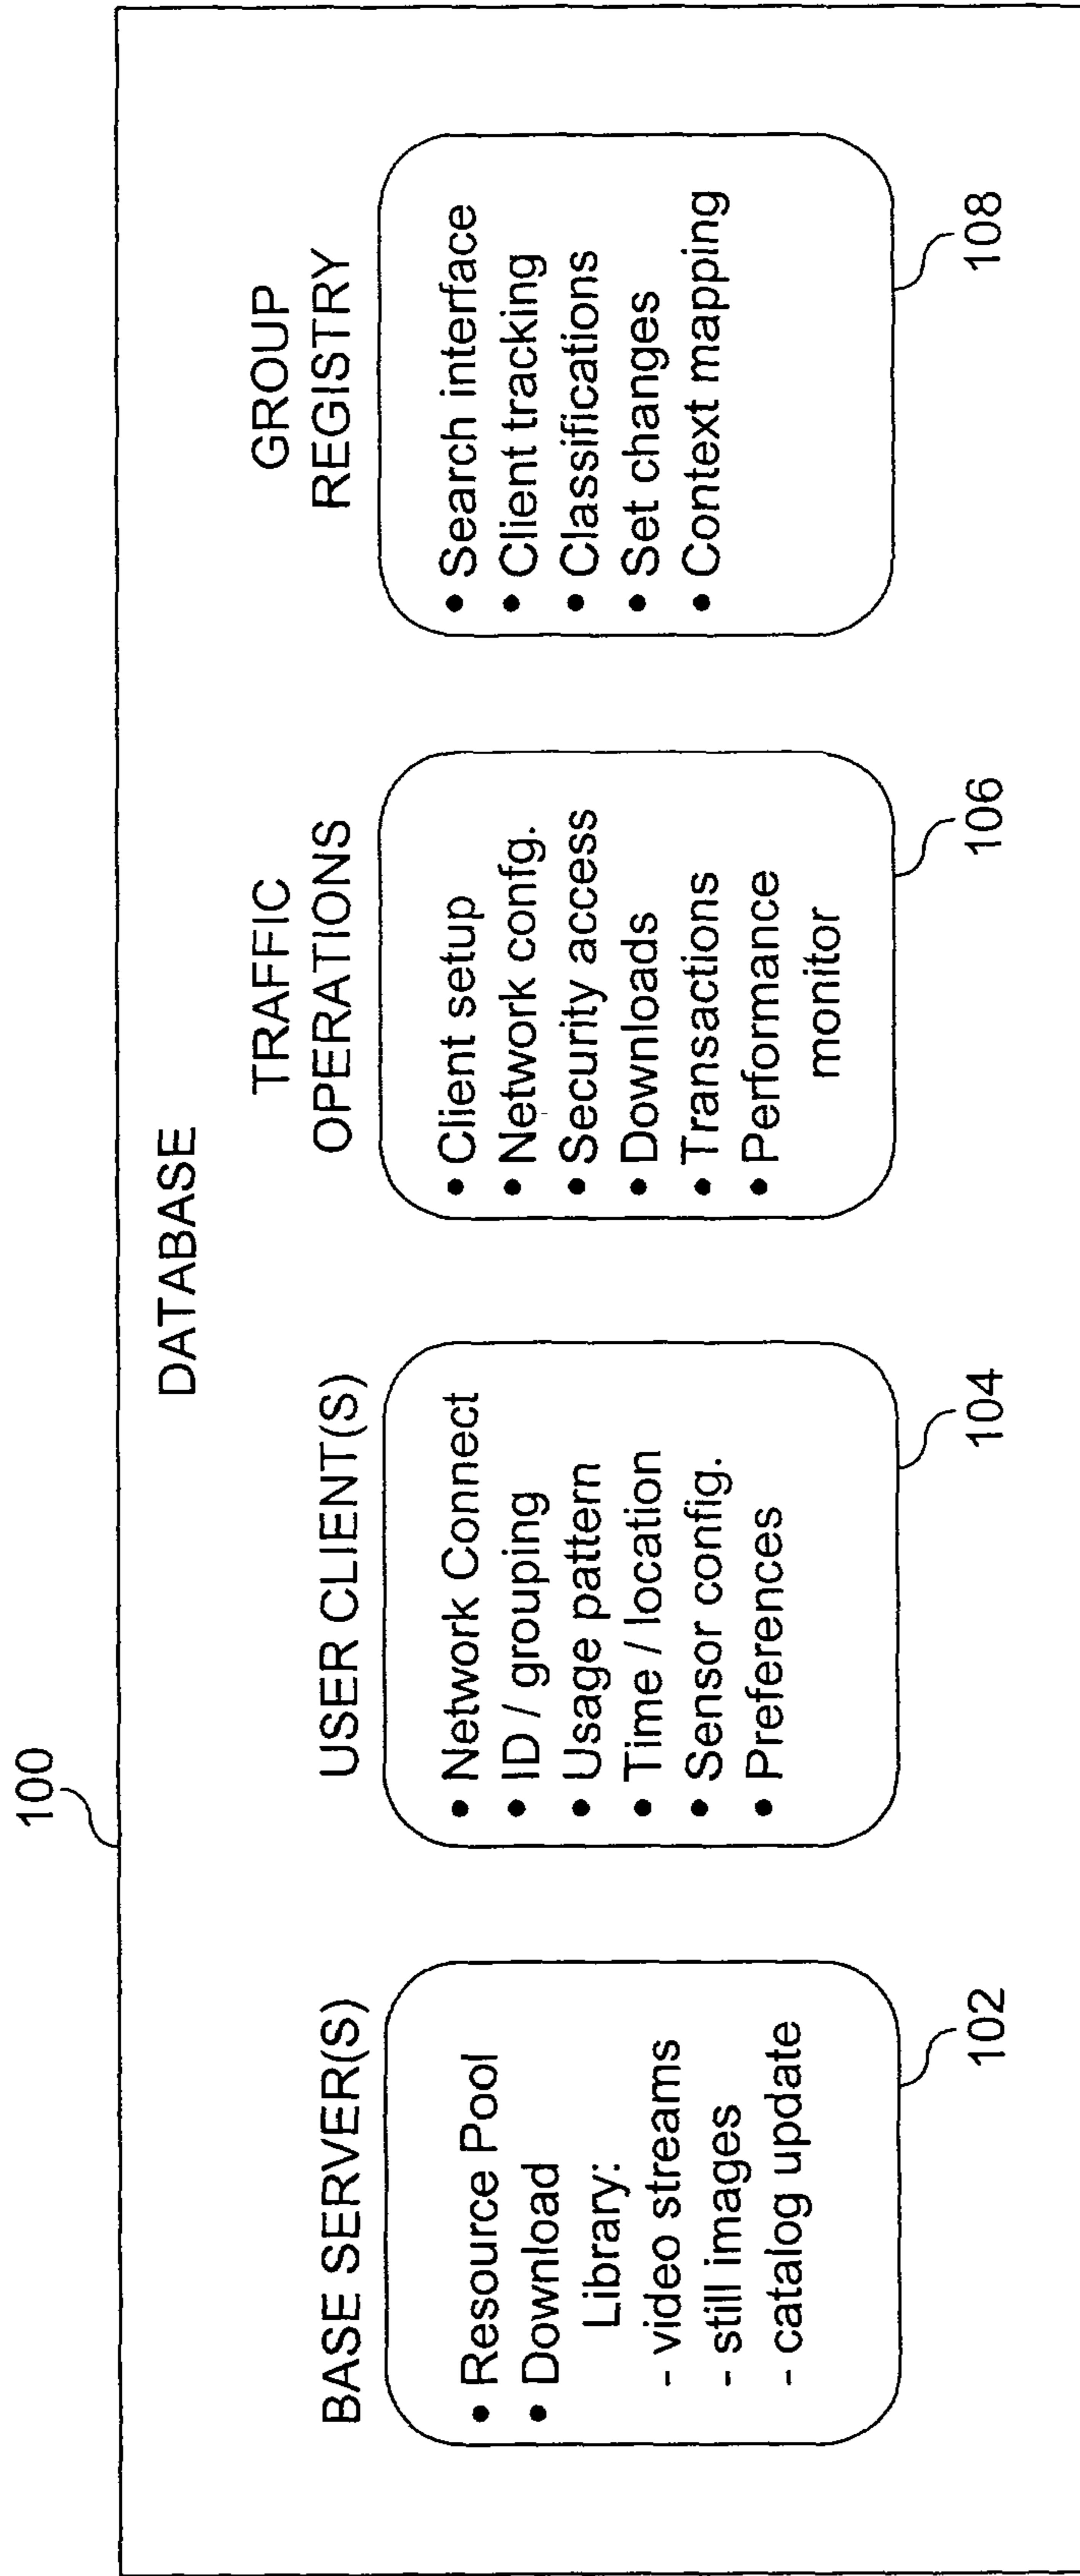 100
DATABASE
BASE SERVER(S)
• Resource Pool
• Download
Library:
- video streams
- still images
- catalog update
102
USER CLIENT(S)
• Network Connect
• ID / grouping
• Usage pattern
• Time / location
• Sensor config.
• Preferences
104
TRAFFIC
OPERATIONS
• Client setup
• Network confg.
• Security access
• Downloads
• Transactions
• Performance
monitor
106
GROUP
REGISTRY
• Search interface
• Client tracking
• Classifications
• Set changes
• Context mapping
108